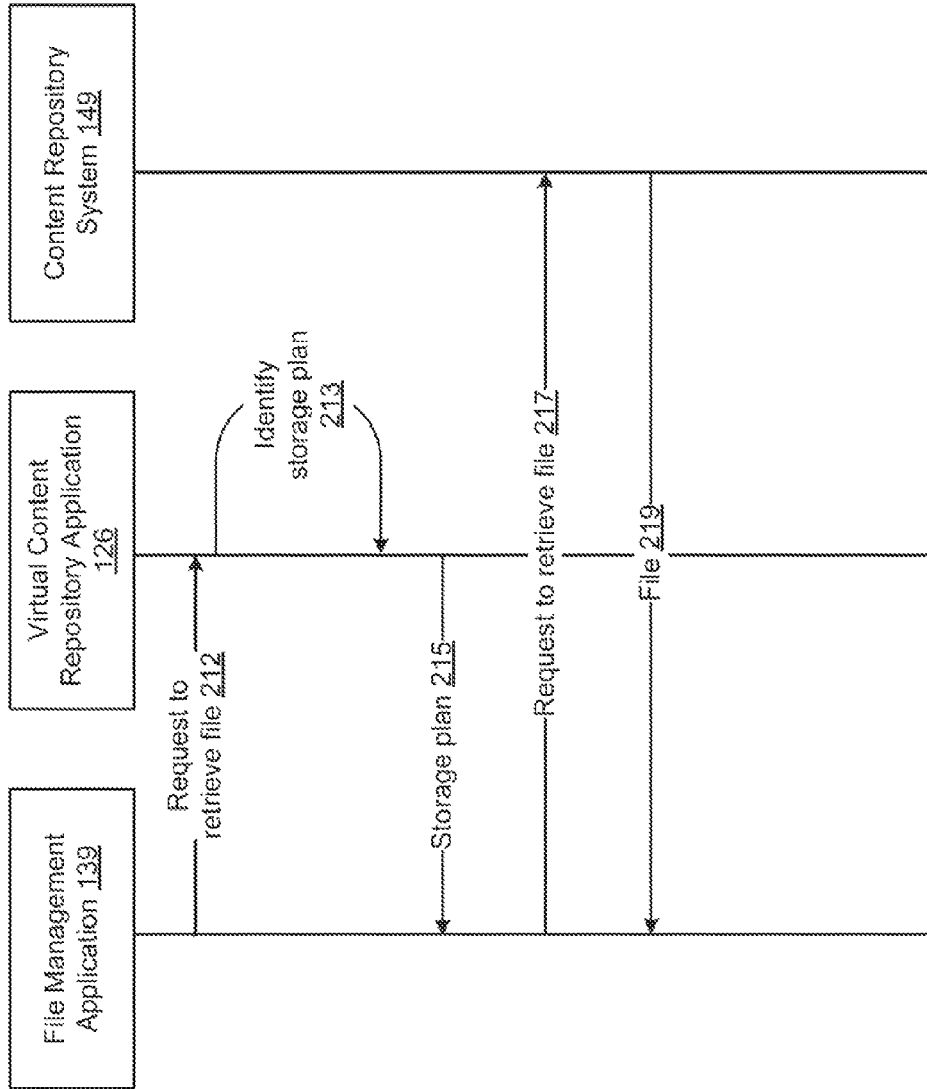 File Management
Application 139
Virtual Content
Repository Application
126
Content Repository
System 149
Request to
retrieve file 212
Identify
storage plan
213
Storage plan 215
Request to retrieve file 217
File 219